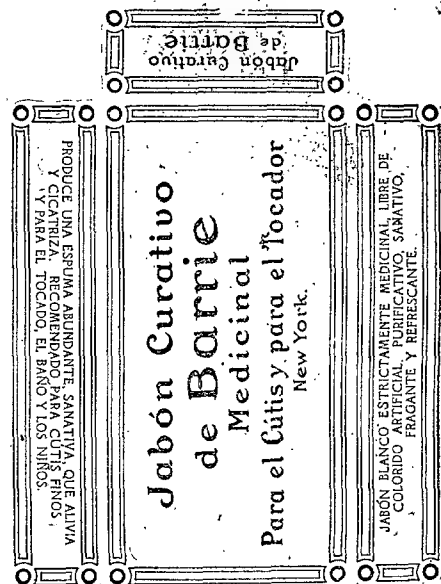 Jabón Curativo
de Barrie
Jabón Curativo
de Barrie
Medicinal
Para el Cútis y para el Tocador
New York.
PRODUCE UNA ESPUMA ABUNDANTE, SANATIVA, QUE ALIVIA
Y CICATRIZA. RECOMENDADO PARA CUTIS FINOS,
Y PARA EL TOCADO, EL BAÑO Y LOS NIÑOS.
JABÓN BLANCO ESTRICTAMENTE MEDICINAL, LIBRE DE
COLORIDO ARTIFICIAL, PURIFICATIVO, SANATIVO,
FRAGANTE Y REFRESCANTE.